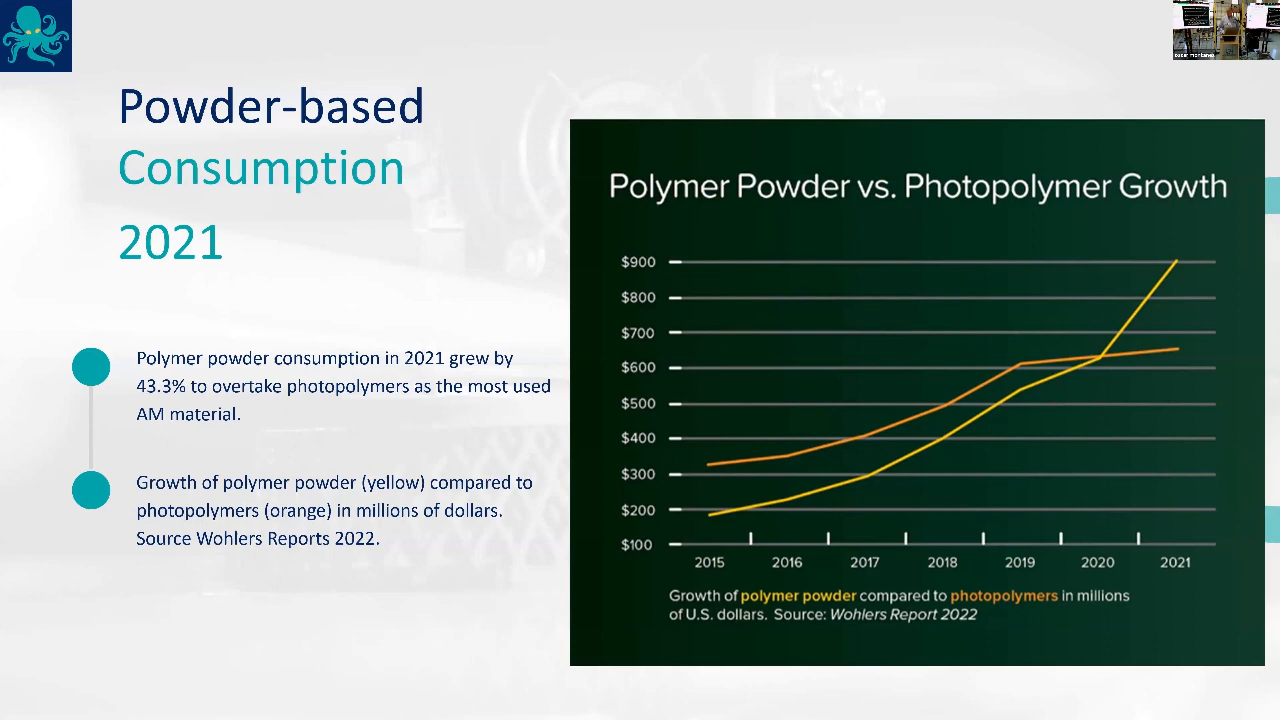 Powder-based
Consumption
2021
Polymer powder consumption in 2021 grew by
43.3% to overtake photopolymers as the most used
AM material.
Growth of polymer powder (yellow) compared to
photopolymers (orange) in millions of dollars.
Source Wohlers Reports 2022.
Polymer Powder vs. Photopolymer Growth
$900
$800
$700
$600
$500
$400
$300
$200
$100
2015 2016 2017 2018 2019 2020 2021
Growth of polymer powder compared to photopolymers in millions
of U.S. dollars. Source: Wohlers Report 2022